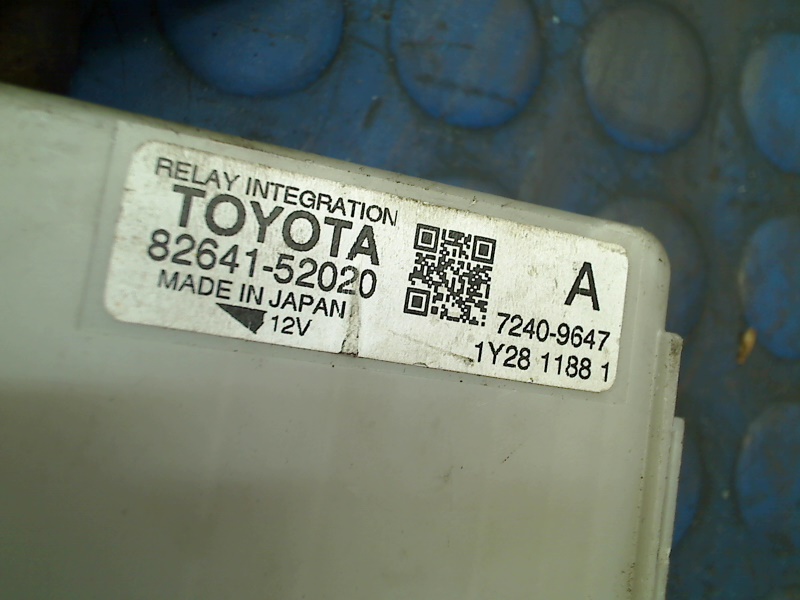 RELAY INTEGRATION
TOYOTA
82641-52020
MADE IN JAPAN
12V
A
7240-9647
1Y28 1188 1